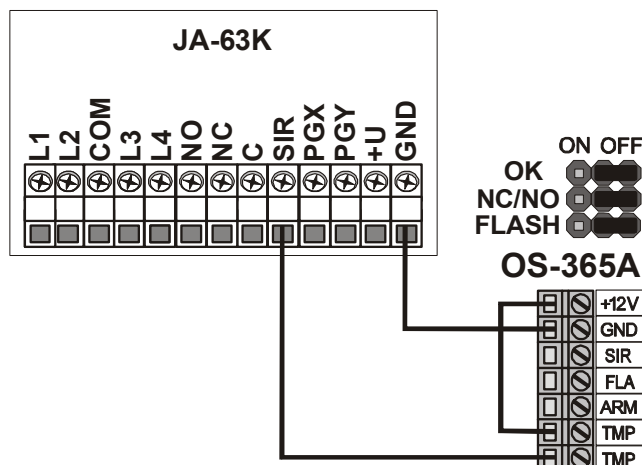 JA-63K
L1 L2 COM L3 L4 NO NC C SIR PGX PGY +U GND
ON OFF
OK
NC/NO
FLASH
OS-365A
+12V
GND
SIR
FLA
ARM
TMP
TMP